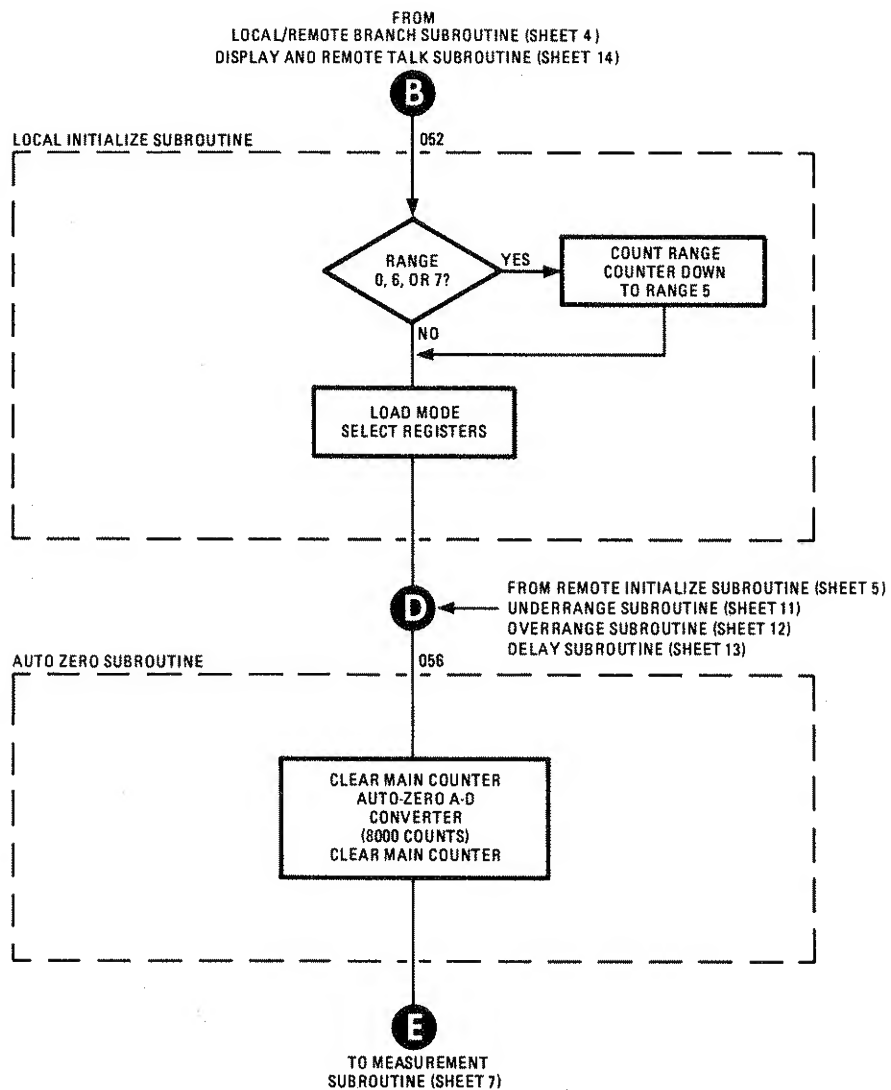 FROM
LOCAL/REMOTE BRANCH SUBROUTINE (SHEET 4)
DISPLAY AND REMOTE TALK SUBROUTINE (SHEET 14)
B
LOCAL INITIALIZE SUBROUTINE
052
RANGE
0, 6, OR 7?
YES
COUNT RANGE
COUNTER DOWN
TO RANGE 5
NO
LOAD MODE
SELECT REGISTERS
D
FROM REMOTE INITIALIZE SUBROUTINE (SHEET 5)
UNDERRANGE SUBROUTINE (SHEET 11)
OVERRANGE SUBROUTINE (SHEET 12)
DELAY SUBROUTINE (SHEET 13)
AUTO ZERO SUBROUTINE
056
CLEAR MAIN COUNTER
AUTO-ZERO A-D
CONVERTER
(8000 COUNTS)
CLEAR MAIN COUNTER
E
TO MEASUREMENT
SUBROUTINE (SHEET 7)